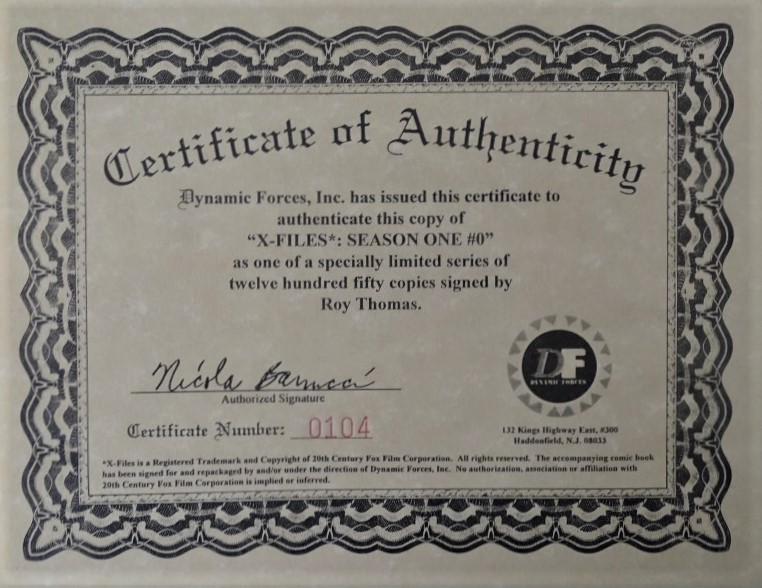 Certificate of Authenticity
Dynamic Forces, Inc. has issued this certificate to
authenticate this copy of
“X-FILES*: SEASON ONE #0”
as one of a specially limited series of
twelve hundred fifty copies signed by
Roy Thomas.
Nicola Barrucci
Authorized Signature
Certificate Number: 0104
DF
DYNAMIC FORCES
132 Kings Highway East, #300
Haddonfield, N.J. 08033
*X-Files is a Registered Trademark and Copyright of 20th Century Fox Film Corporation. All rights reserved. The accompanying comic book
has been signed for and repackaged by and/or under the direction of Dynamic Forces, Inc. No authorization, association or affiliation with
20th Century Fox Film Corporation is implied or inferred.